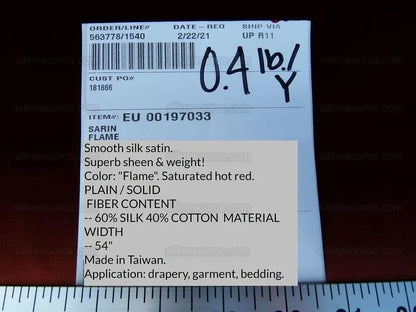 ORDER/LINE# DATE-REQ SHIP VIA
563778/1540 2/22/21 UP R11
0.4 lb./Y
CUST PO#
181866
ITEM#: EU 00197033
SARIN
FLAME
Smooth silk satin.
Superb sheen & weight!
Color: "Flame". Saturated hot red.
PLAIN / SOLID
FIBER CONTENT
-- 60% SILK 40% COTTON MATERIAL
WIDTH
-- 54"
Made in Taiwan.
Application: drapery, garment, bedding.
silkresource.com